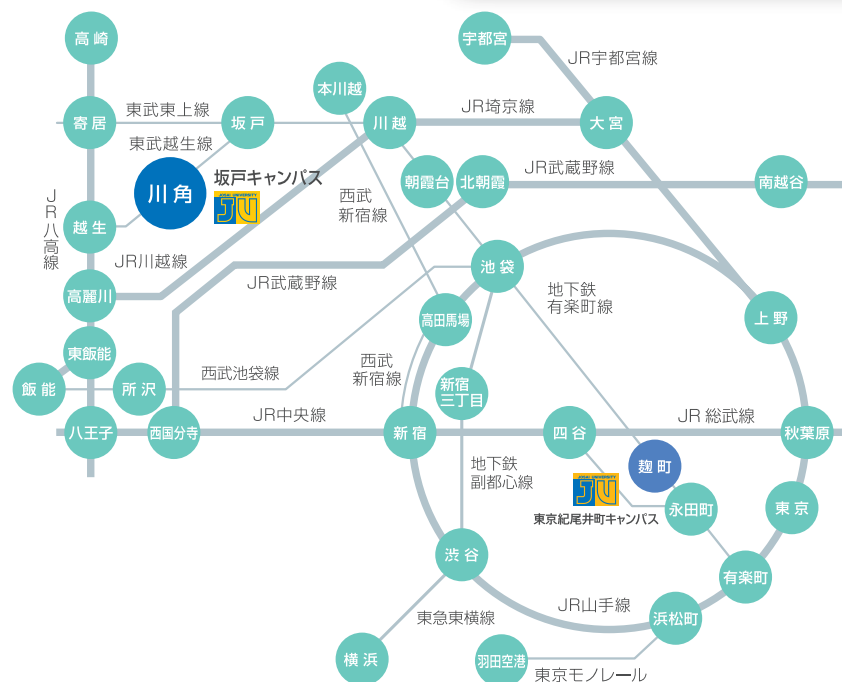 高崎
宇都宮
JR宇都宮線
本川越
東武東上線
JR埼京線
寄居
坂戸
川越
大宮
東武越生線
川角
坂戸キャンパス
JOSAI UNIVERSITY
JU
朝霞台
北朝霞
JR武蔵野線
南越谷
西武
新宿線
JR八高線
越生
JR川越線
JR武蔵野線
池袋
地下鉄
有楽町線
高麗川
高田馬場
上野
東飯能
西武
新宿線
飯能
所沢
西武池袋線
新宿
三丁目
JR中央線
JR総武線
八王子
西国分寺
新宿
四谷
秋葉原
地下鉄
副都心線
麹町
JOSAI UNIVERSITY
JU
東京紀尾井町キャンパス
永田町
東京
渋谷
有楽町
JR山手線
東急東横線
浜松町
横浜
羽田空港
東京モノレール